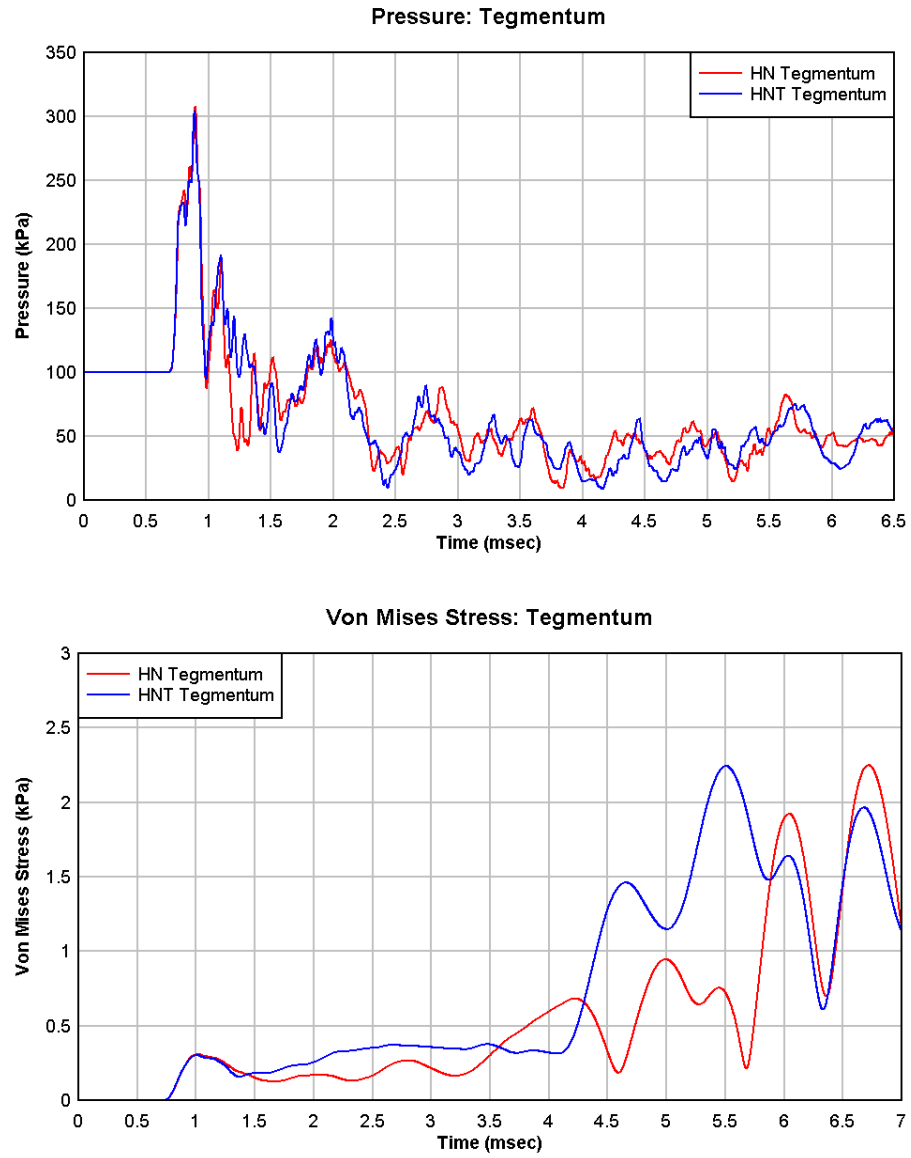 Pressure: Tegmentum
350
300
250
200
150
100
50
0
Pressure (kPa)
HN Tegmentum
HNT Tegmentum
0 0.5 1 1.5 2 2.5 3 3.5 4 4.5 5 5.5 6 6.5
Time (msec)
Von Mises Stress: Tegmentum
3
2.5
2
1.5
1
0.5
0
Von Mises Stress (kPa)
HN Tegmentum
HNT Tegmentum
0 0.5 1 1.5 2 2.5 3 3.5 4 4.5 5 5.5 6 6.5 7
Time (msec)